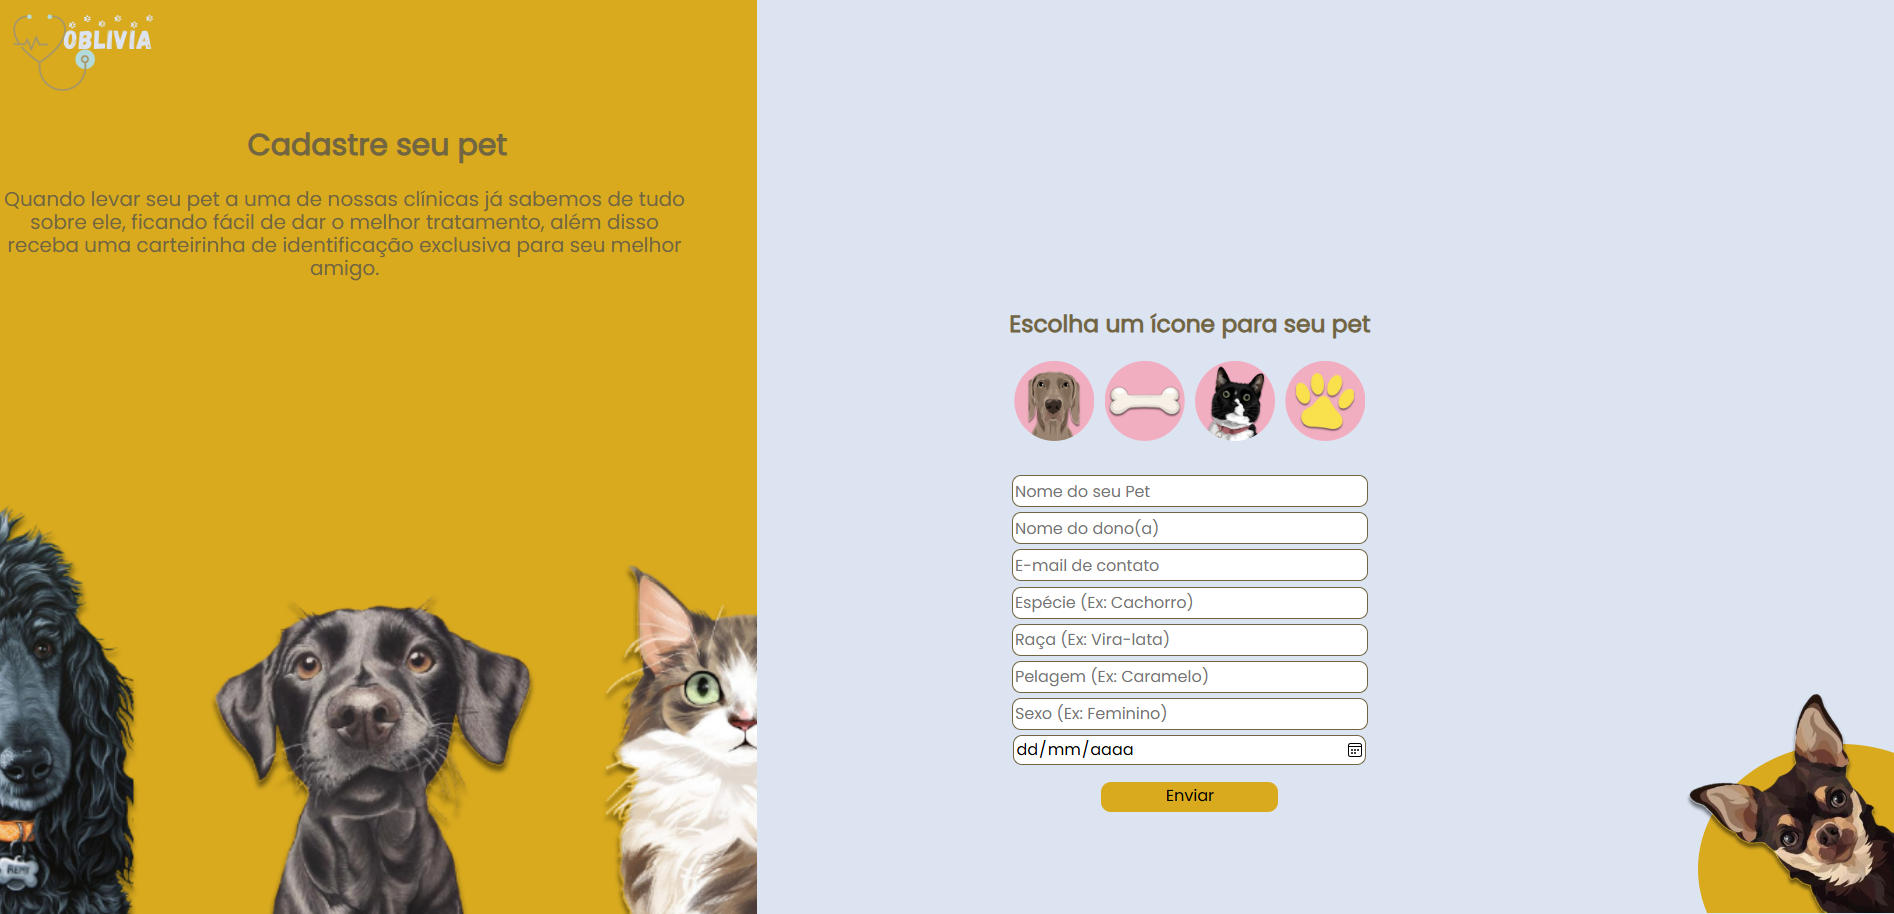 OBLIVIA
Cadastre seu pet
Quando levar seu pet a uma de nossas clínicas já sabemos de tudo
sobre ele, ficando fácil de dar o melhor tratamento, além disso
receba uma carteirinha de identificação exclusiva para seu melhor
amigo.
Escolha um ícone para seu pet
Nome do seu Pet
Nome do dono(a)
E-mail de contato
Espécie (Ex: Cachorro)
Raça (Ex: Vira-lata)
Pelagem (Ex: Caramelo)
Sexo (Ex: Feminino)
dd/mm/aaaa
Enviar